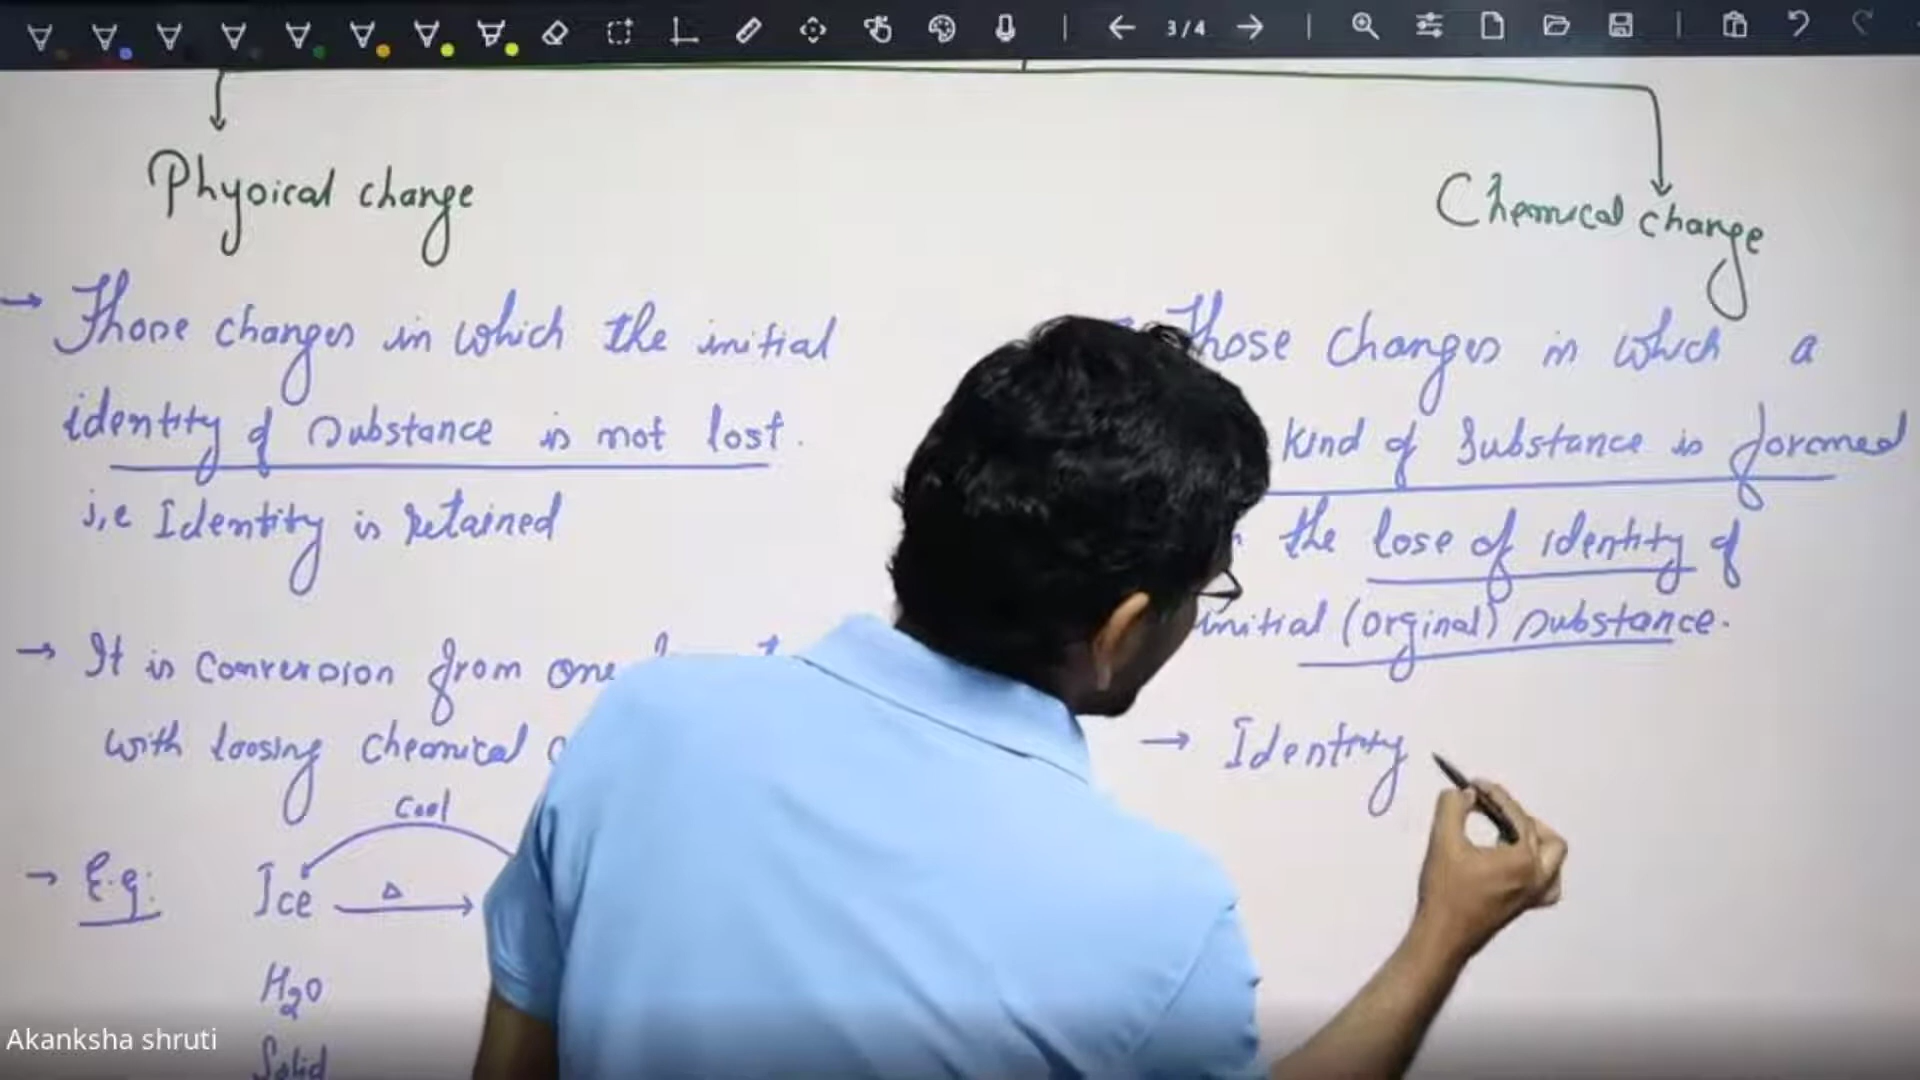 3/4
Physical change
Chemical change
→ Those changes in which the initial
identity of substance is not lost.
i,e Identity is retained
→ It is conversion from one
with loosing chemical
Cool
→ E.g: Ice Δ →
H2O
Solid
Those changes in which a
kind of substance is formed
the lose of identity of
initial (orginal) substance.
→ Identity
Akanksha shruti